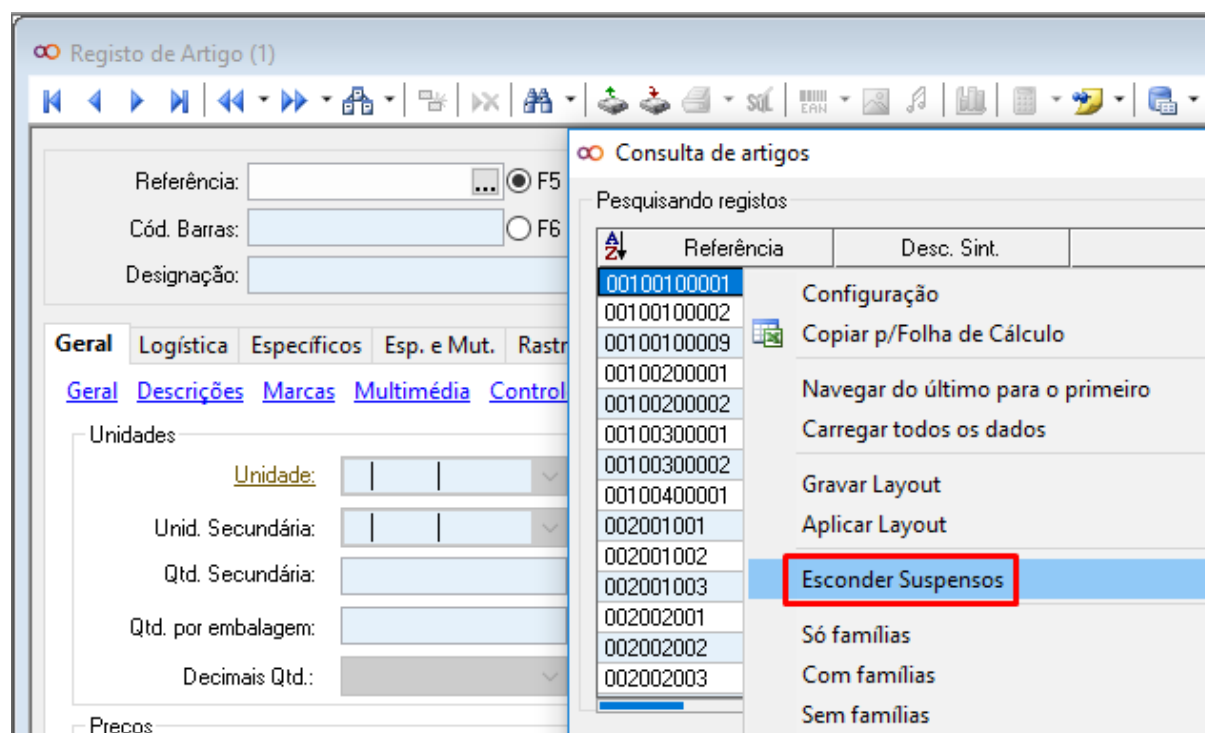 Registo de Artigo (1)
sql
EAN
Referência: ... F5
Cód. Barras: F6
Designação:
Geral Logística Específicos Esp. e Mut. Rastr
Geral Descrições Marcas Multimédia Control
Unidades
Unidade:
Unid. Secundária:
Qtd. Secundária:
Qtd. por embalagem:
Decimais Qtd.:
Preços
Consulta de artigos
Pesquisando registos
AZ Referência Desc. Sint.
00100100001
00100100002
00100100009
00100200001
00100200002
00100300001
00100300002
00100400001
002001001
002001002
002001003
002002001
002002002
002002003
Configuração
Copiar p/Folha de Cálculo
Navegar do último para o primeiro
Carregar todos os dados
Gravar Layout
Aplicar Layout
Esconder Suspensos
Só famílias
Com famílias
Sem famílias